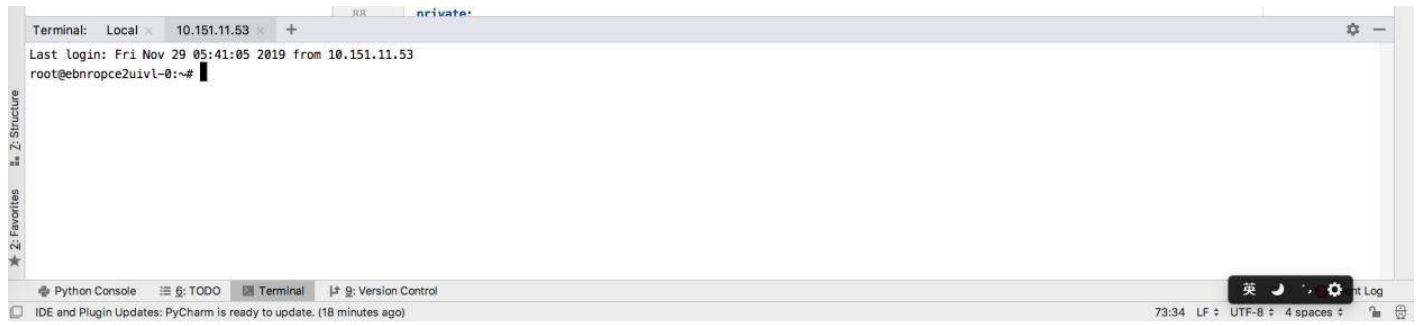 88 private:
Terminal: Local × 10.151.11.53 × +
Last login: Fri Nov 29 05:41:05 2019 from 10.151.11.53
root@ebnropce2uivl-0:~#
7: Structure
2: Favorites
Python Console 6: TODO Terminal 9: Version Control 英 nt Log
IDE and Plugin Updates: PyCharm is ready to update. (18 minutes ago) 73:34 LF UTF-8 4 spaces